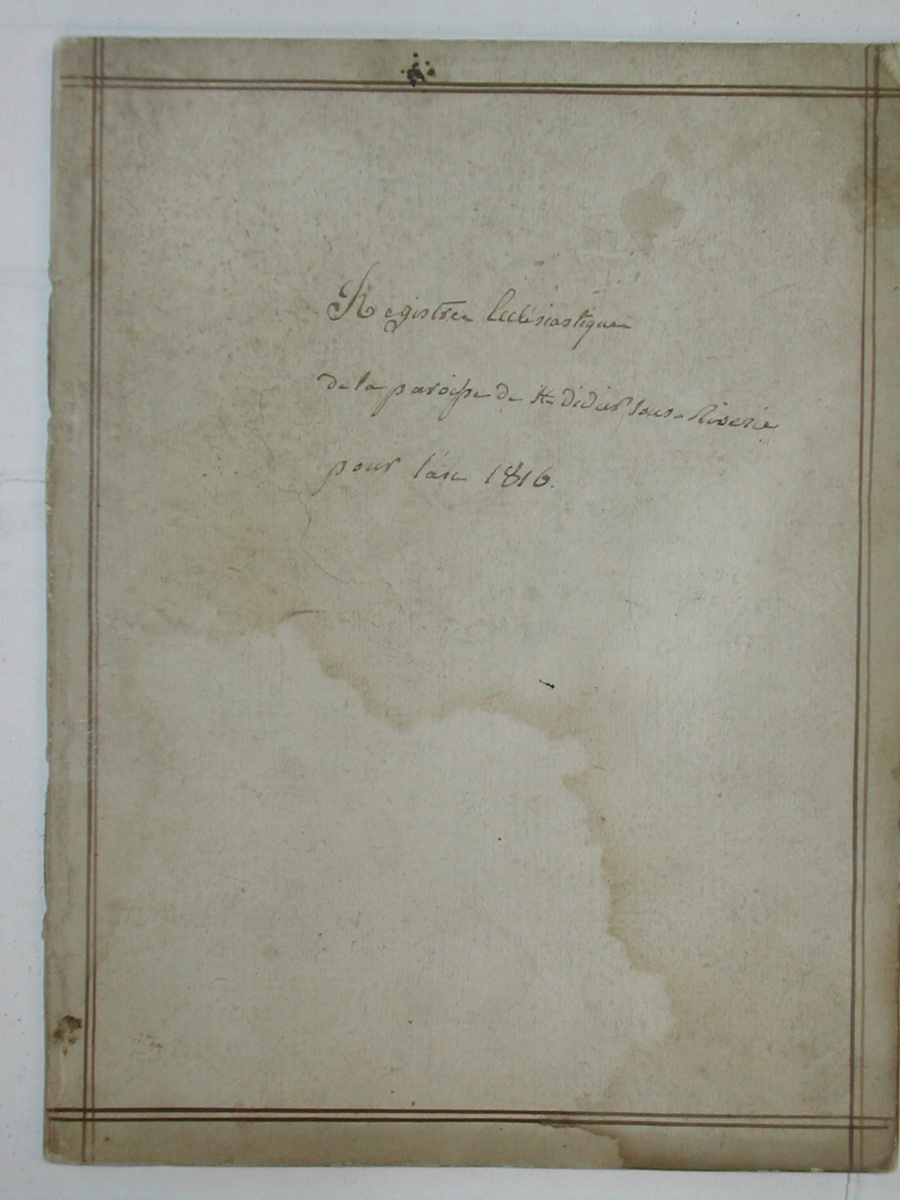 Registre Ecclésiastique
de la paroisse de St Didier sous-Riverie
pour l'an 1816.